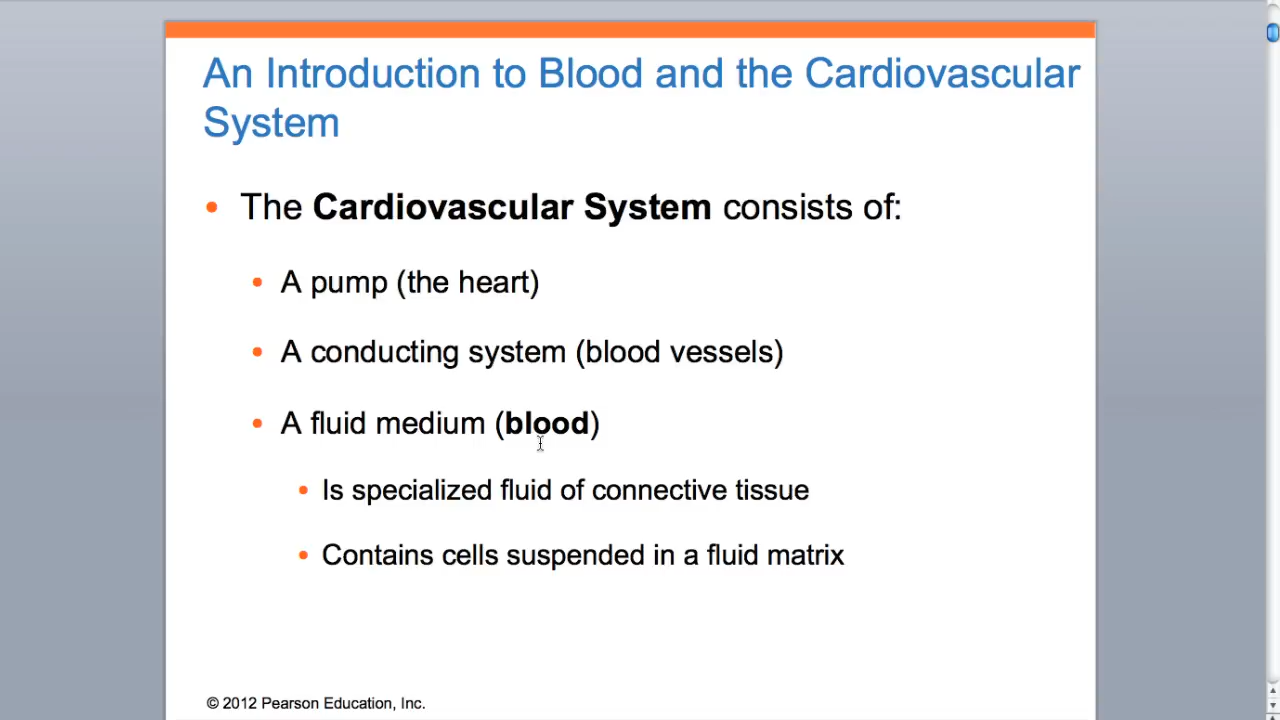 An Introduction to Blood and the Cardiovascular
System
• The Cardiovascular System consists of:
• A pump (the heart)
• A conducting system (blood vessels)
• A fluid medium (blood)
• Is specialized fluid of connective tissue
• Contains cells suspended in a fluid matrix
© 2012 Pearson Education, Inc.